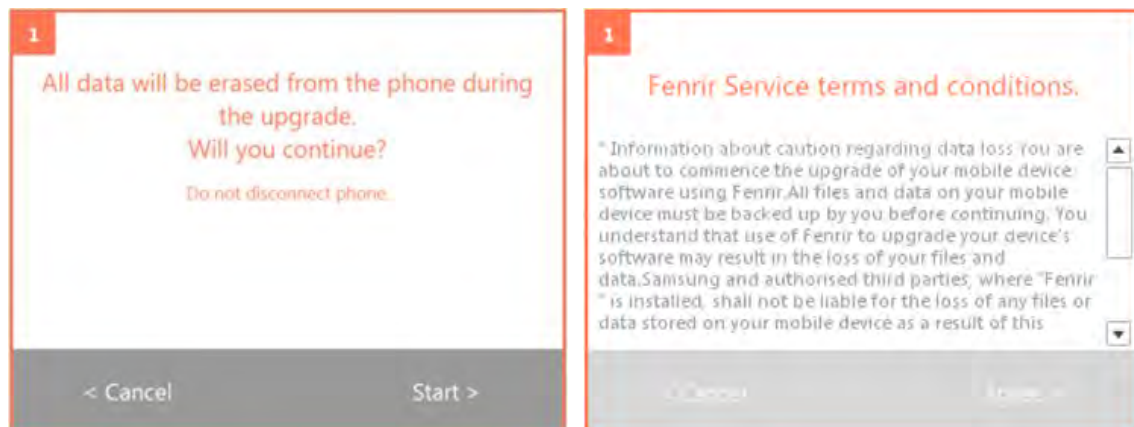 1
All data will be erased from the phone during
the upgrade.
Will you continue?
Do not disconnect phone.
< Cancel
Start >
1
Fenrir Service terms and conditions.
* Information about caution regarding data loss You are
about to commence the upgrade of your mobile device
software using Fenrir.All files and data on your mobile
device must be backed up by you before continuing. You
understand that use of Fenrir to upgrade your device's
software may result in the loss of your files and
data.Samsung and authorised third parties, where "Fenrir
" is installed, shall not be liable for the loss of any files or
data stored on your mobile device as a result of this
< Cancel